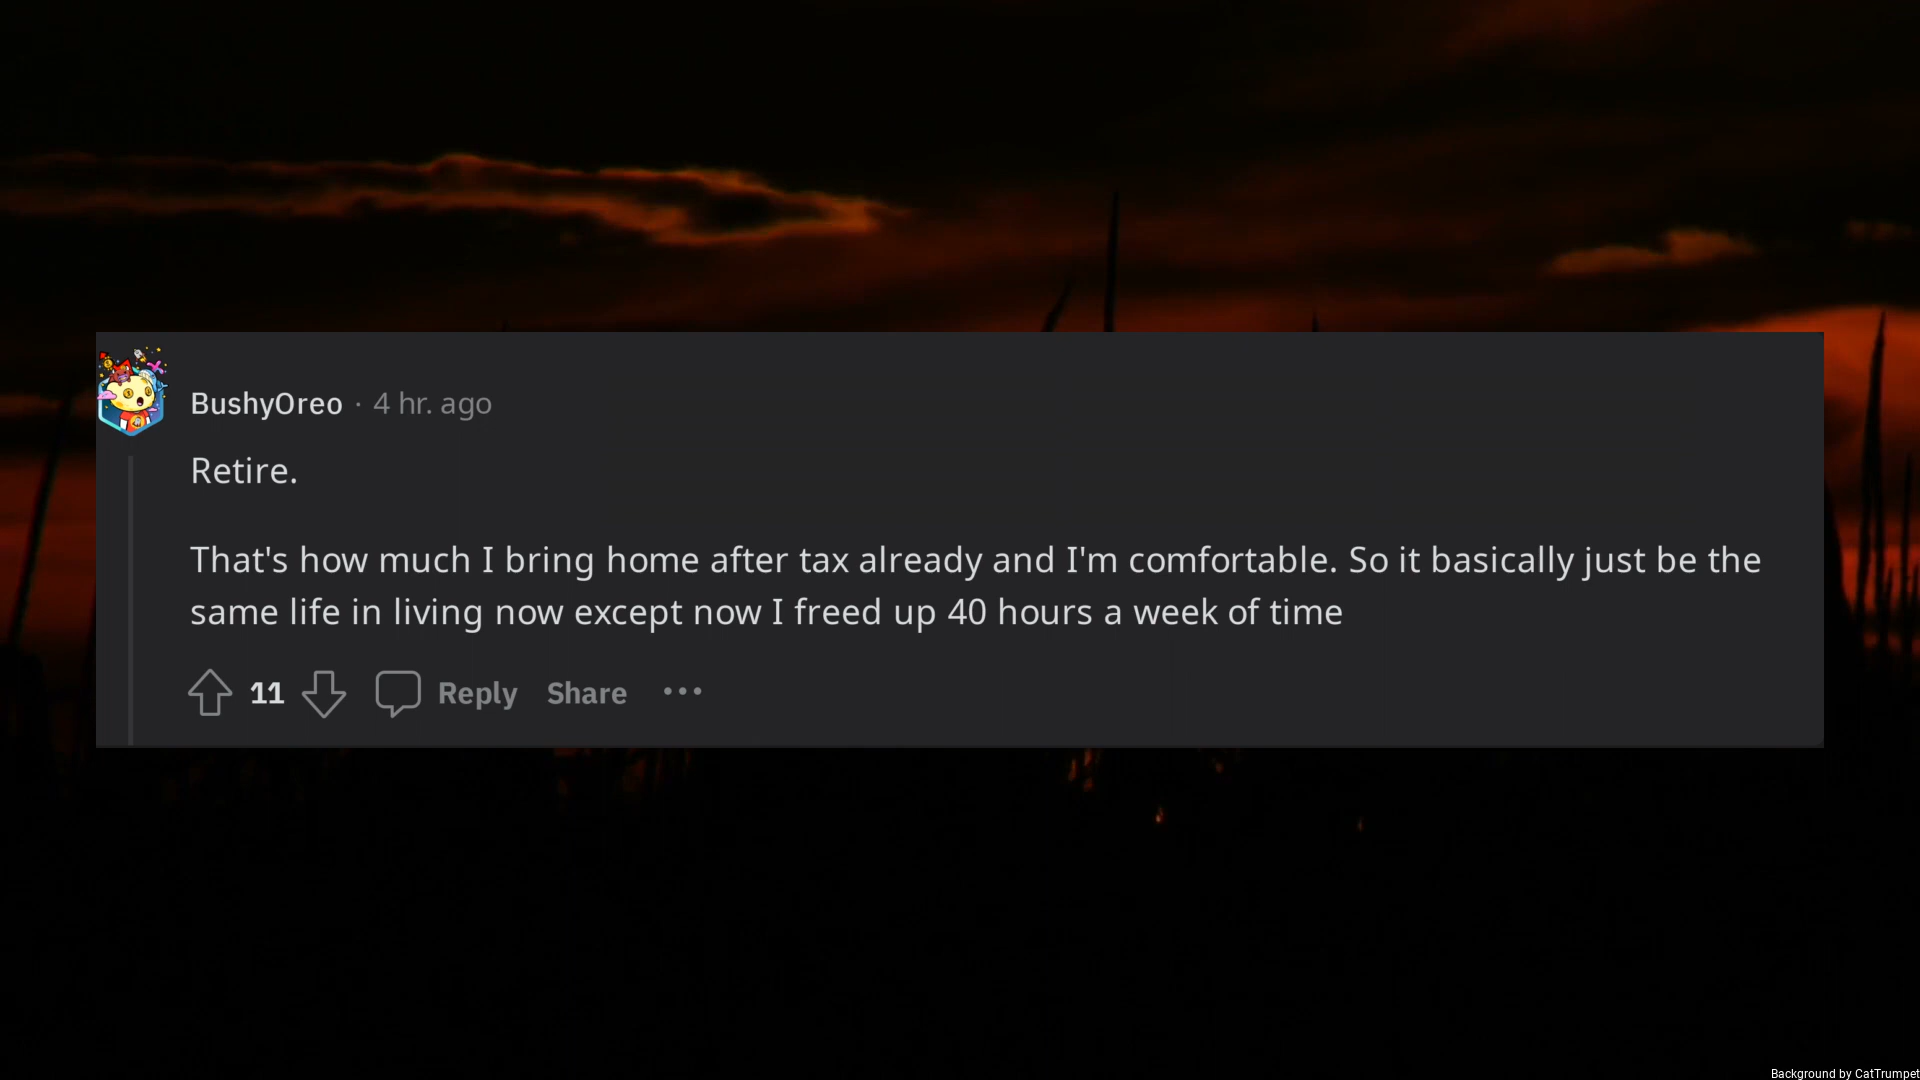 BushyOreo · 4 hr. ago
Retire.
That's how much I bring home after tax already and I'm comfortable. So it basically just be the
same life in living now except now I freed up 40 hours a week of time
11 Reply Share ···
Background by CatTrumpet